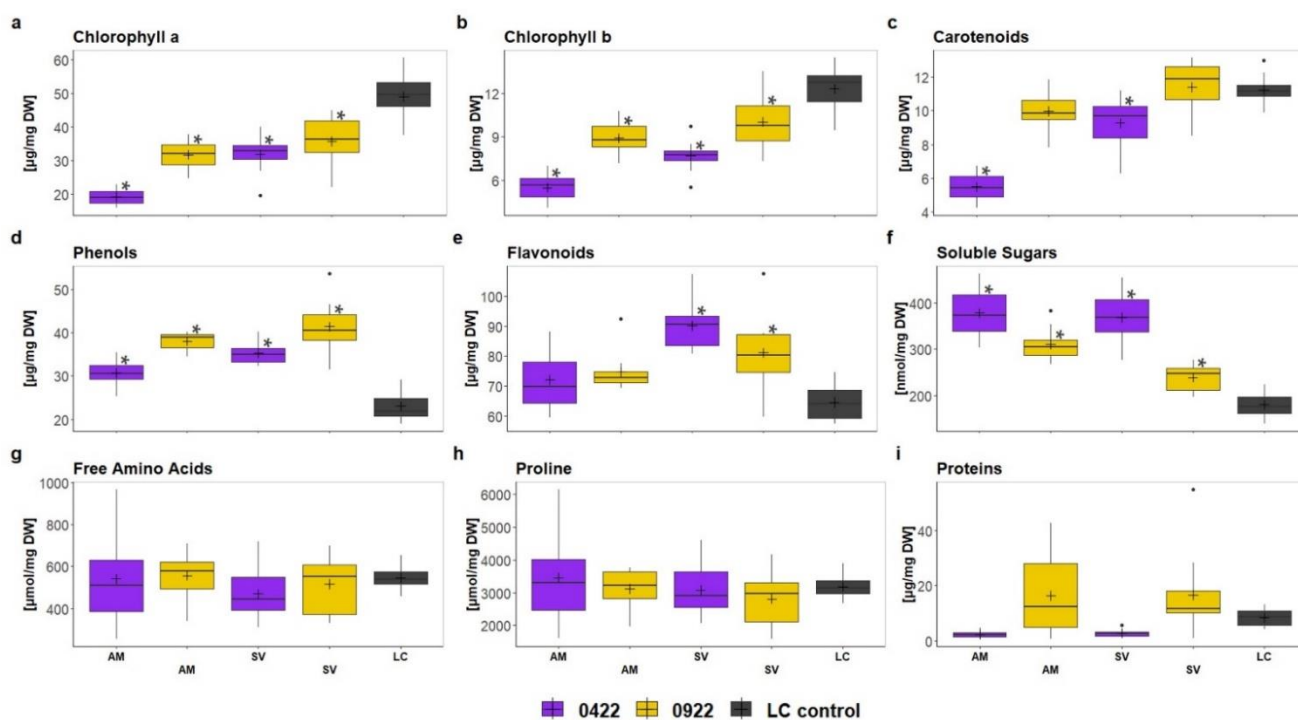 a
Chlorophyll a
[µg/mg DW]
60
50
40
30
20
*
*
*
*
b
Chlorophyll b
[µg/mg DW]
12
9
6
*
*
*
*
c
Carotenoids
[µg/mg DW]
12
10
8
6
4
*
*
d
Phenols
[µg/mg DW]
50
40
30
20
*
*
*
*
e
Flavonoids
[µg/mg DW]
100
90
80
70
60
*
*
f
Soluble Sugars
[nmol/mg DW]
400
300
200
*
*
*
*
g
Free Amino Acids
[µmol/mg DW]
1000
800
600
400
AM
AM
SV
SV
LC
h
Proline
[µmol/mg DW]
6000
5000
4000
3000
2000
AM
AM
SV
SV
LC
i
Proteins
[µg/mg DW]
40
20
0
AM
AM
SV
SV
LC
0422 0922 LC control